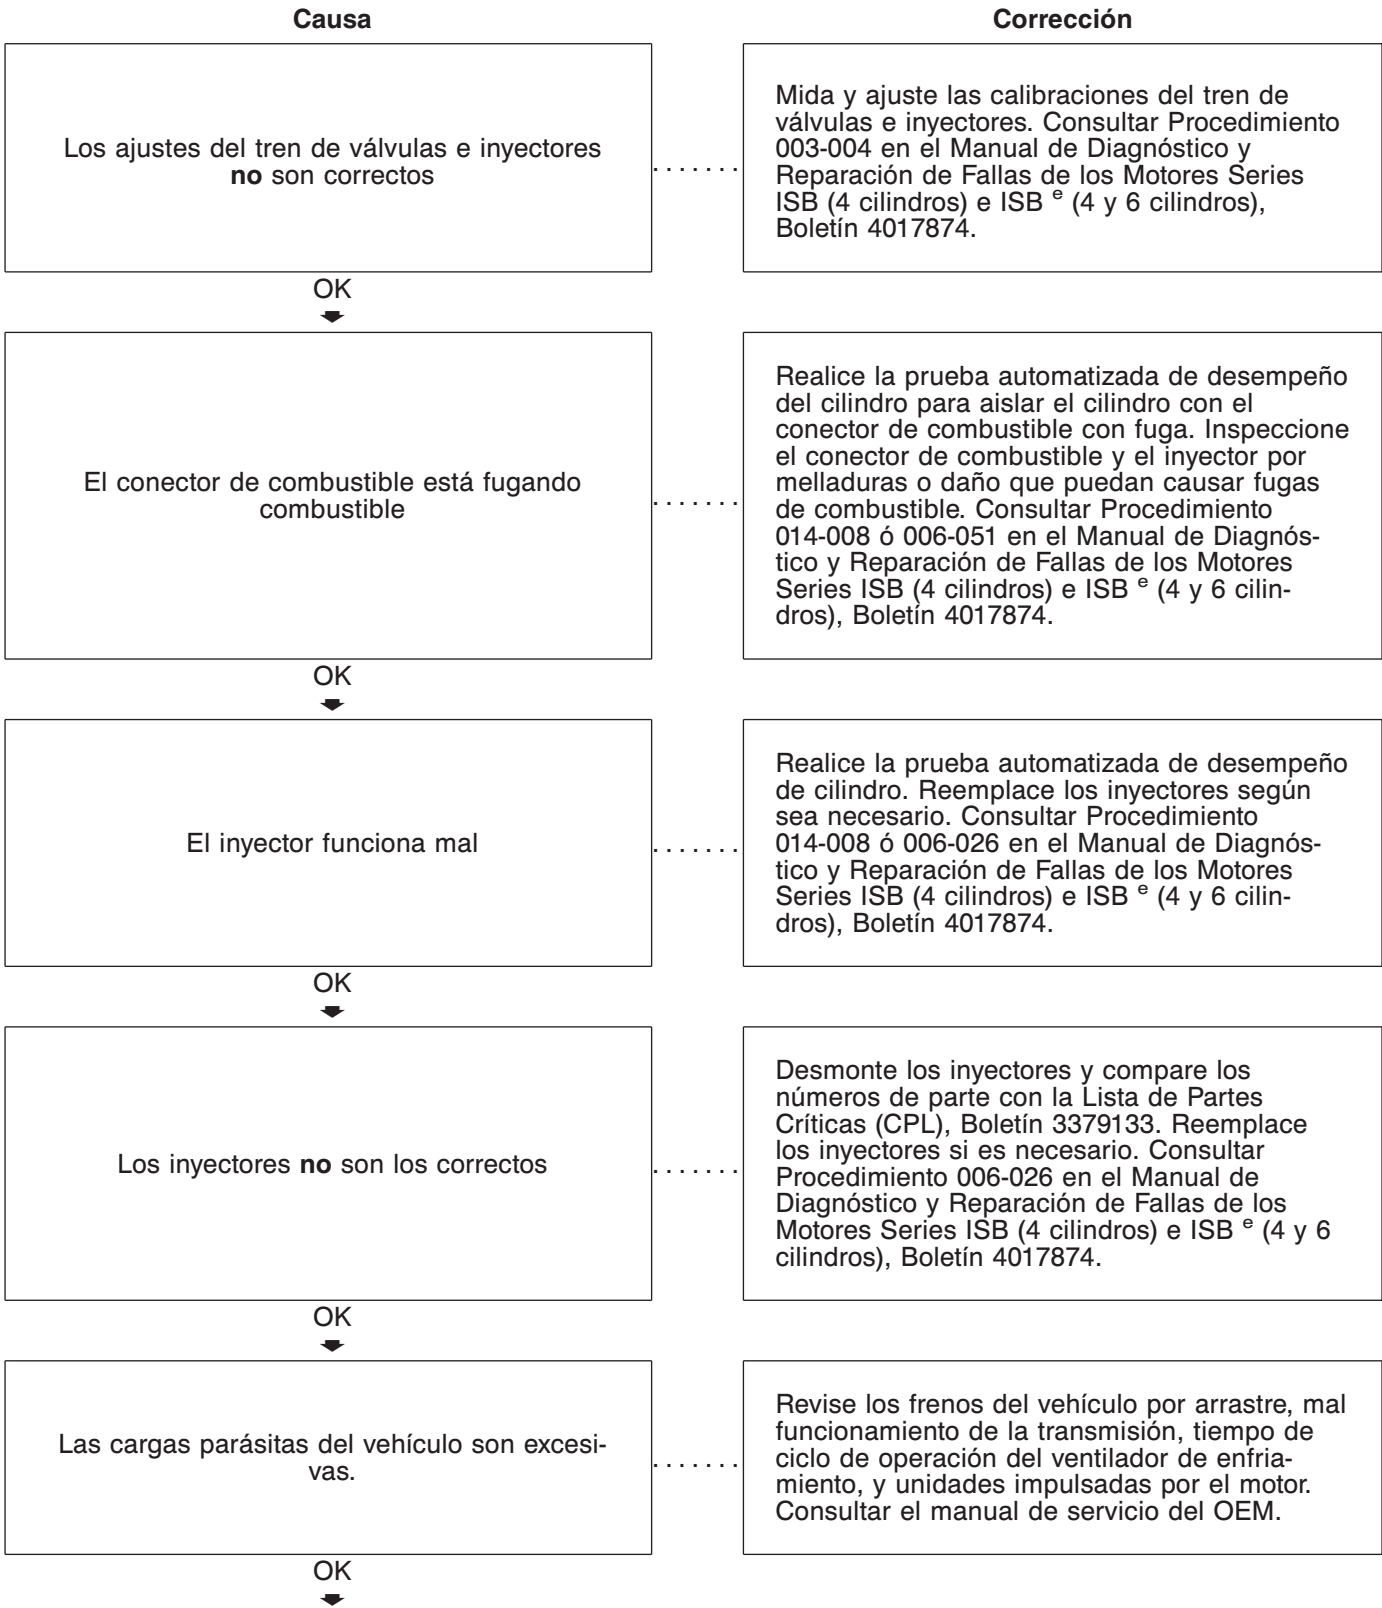 Causa
Corrección
Los ajustes del tren de válvulas e inyectores
no son correctos
.......
Mida y ajuste las calibraciones del tren de
válvulas e inyectores. Consultar Procedimiento
003-004 en el Manual de Diagnóstico y
Reparación de Fallas de los Motores Series
ISB (4 cilindros) e ISB e (4 y 6 cilindros),
Boletín 4017874.
OK
El conector de combustible está fugando
combustible
.......
Realice la prueba automatizada de desempeño
del cilindro para aislar el cilindro con el
conector de combustible con fuga. Inspeccione
el conector de combustible y el inyector por
melladuras o daño que puedan causar fugas
de combustible. Consultar Procedimiento
014-008 ó 006-051 en el Manual de Diagnós-
tico y Reparación de Fallas de los Motores
Series ISB (4 cilindros) e ISB e (4 y 6 cilin-
dros), Boletín 4017874.
OK
El inyector funciona mal
.......
Realice la prueba automatizada de desempeño
de cilindro. Reemplace los inyectores según
sea necesario. Consultar Procedimiento
014-008 ó 006-026 en el Manual de Diagnós-
tico y Reparación de Fallas de los Motores
Series ISB (4 cilindros) e ISB e (4 y 6 cilin-
dros), Boletín 4017874.
OK
Los inyectores no son los correctos
.......
Desmonte los inyectores y compare los
números de parte con la Lista de Partes
Críticas (CPL), Boletín 3379133. Reemplace
los inyectores si es necesario. Consultar
Procedimiento 006-026 en el Manual de
Diagnóstico y Reparación de Fallas de los
Motores Series ISB (4 cilindros) e ISB e (4 y 6
cilindros), Boletín 4017874.
OK
Las cargas parásitas del vehículo son excesi-
vas.
.......
Revise los frenos del vehículo por arrastre, mal
funcionamiento de la transmisión, tiempo de
ciclo de operación del ventilador de enfria-
miento, y unidades impulsadas por el motor.
Consultar el manual de servicio del OEM.
OK